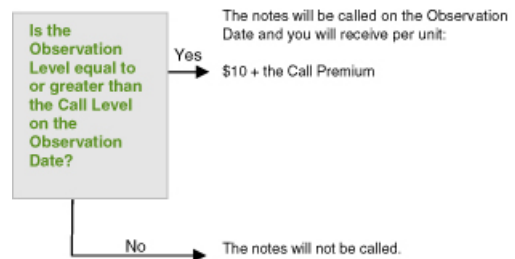 Is the
Observation
Level equal to
or greater than
the Call Level
on the
Observation
Date?
Yes
The notes will be called on the Observation
Date and you will receive per unit:
$10 + the Call Premium
No
The notes will not be called.